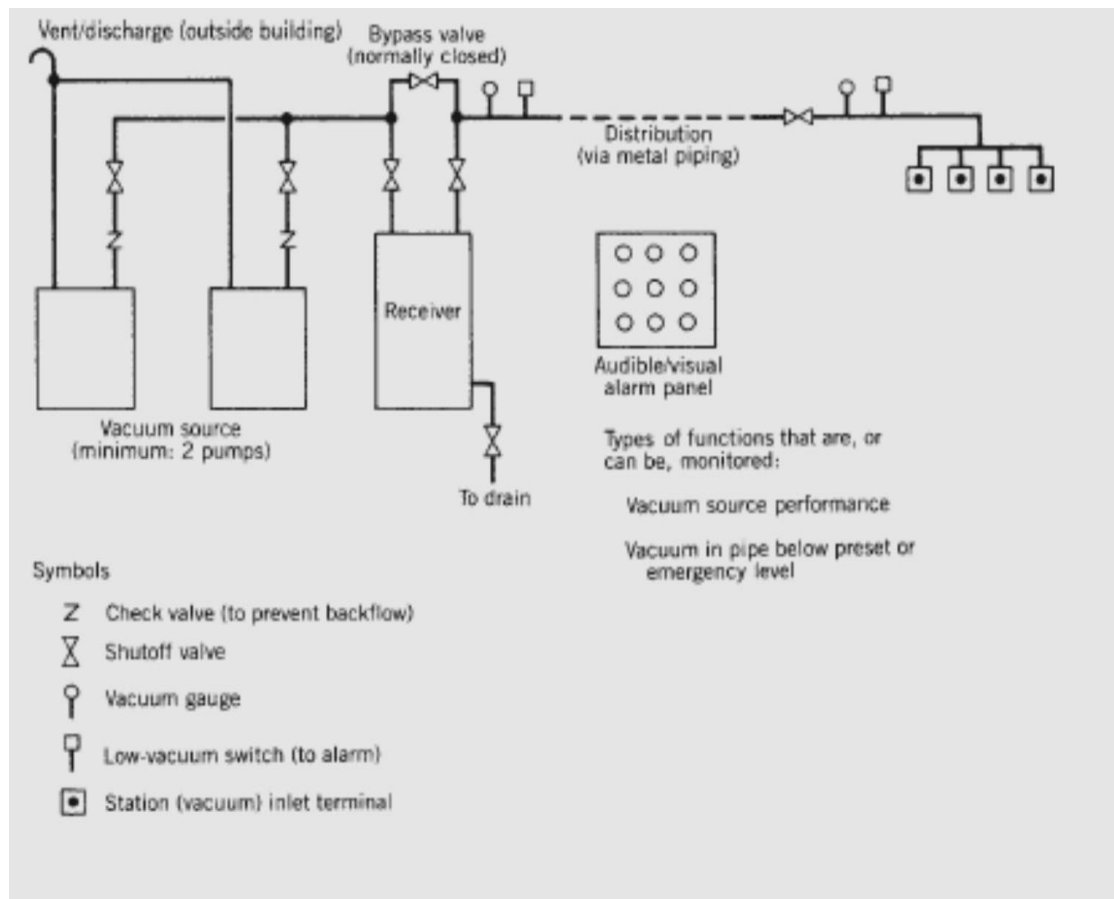 Vent/discharge (outside building)
Bypass valve
(normally closed)
Distribution
(via metal piping)
Receiver
Audible/visual
alarm panel
Vacuum source
(minimum: 2 pumps)
To drain
Types of functions that are, or
can be, monitored:
Vacuum source performance
Vacuum in pipe below preset or
emergency level
Symbols
Check valve (to prevent backflow)
Shutoff valve
Vacuum gauge
Low-vacuum switch (to alarm)
Station (vacuum) inlet terminal